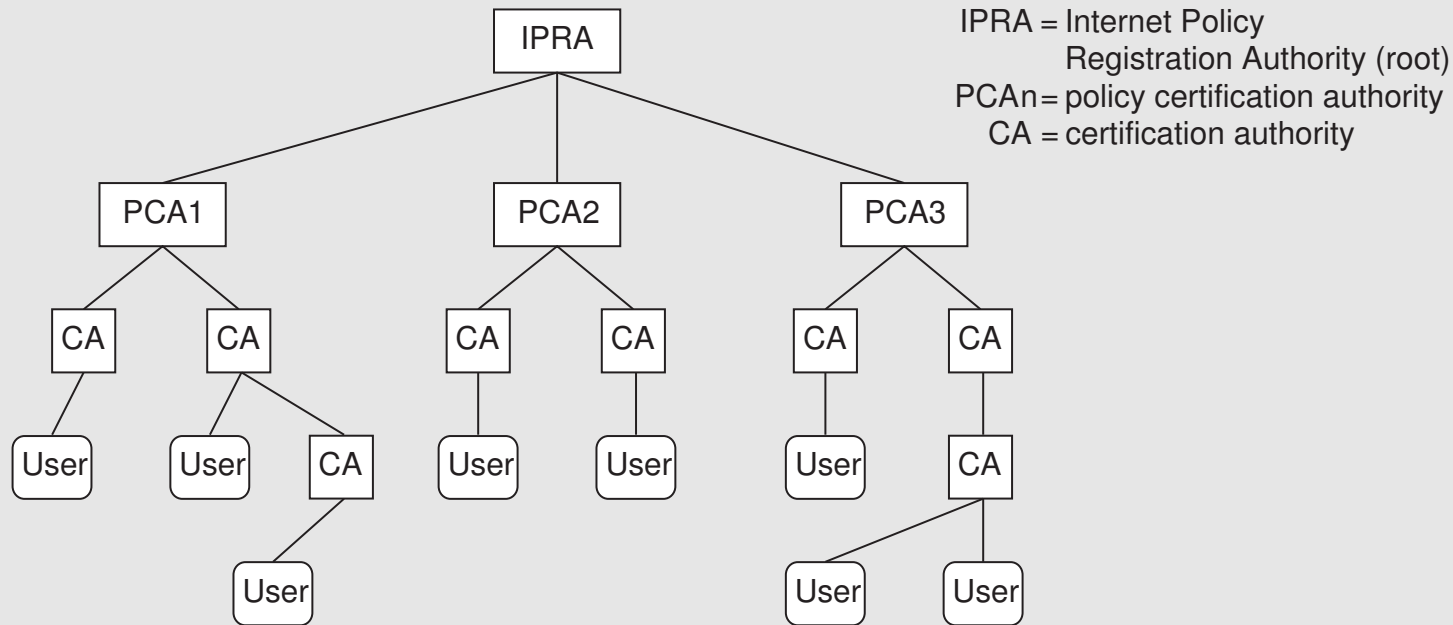 IPRA
IPRA = Internet Policy
Registration Authority (root)
PCAn = policy certification authority
CA = certification authority
PCA1
PCA2
PCA3
CA
CA
CA
CA
CA
CA
User
User
CA
User
User
User
CA
User
User
User